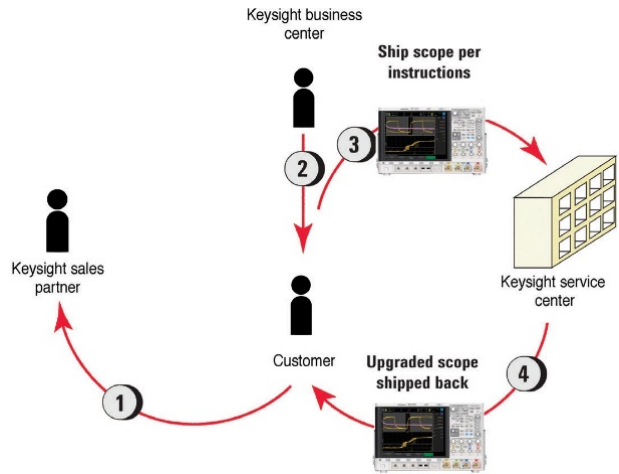 Keysight business
center
Ship scope per
instructions
3
2
Keysight sales
partner
Keysight service
center
Customer
Upgraded scope
shipped back
4
1